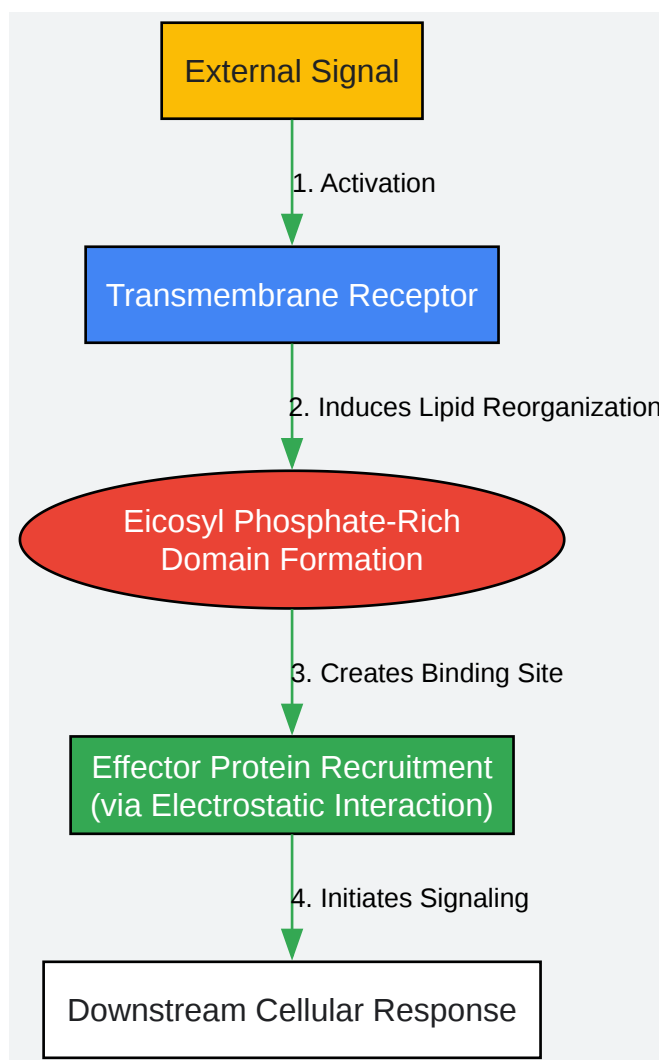 External Signal
1. Activation
Transmembrane Receptor
2. Induces Lipid Reorganization
Eicosyl Phosphate-Rich
Domain Formation
3. Creates Binding Site
Effector Protein Recruitment
(via Electrostatic Interaction)
4. Initiates Signaling
Downstream Cellular Response